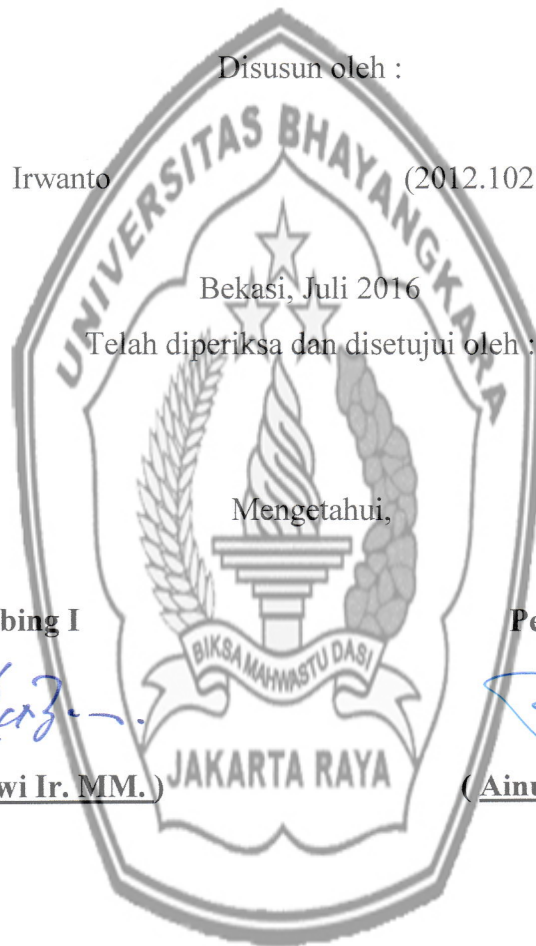 Disusun oleh :
UNIVERSITAS BHAYANGKARA
Irwanto (2012.102
Bekasi, Juli 2016
Telah diperiksa dan disetujui oleh :
Mengetahui,
bing I Pe
BIKSA MAHWASTU DASI
wi Ir. MM. ) ( Ainu
JAKARTA RAYA